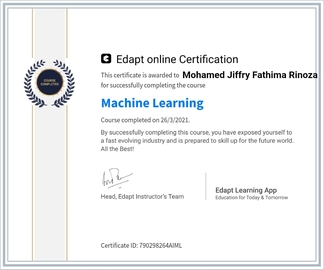 Edapt online Certification
This certificate is awarded to Mohamed Jiffry Fathima Rinoza
for successfully completing the course
COURSE
COMPLETED
Machine Learning
Course completed on 26/3/2021.
By successfully completing this course, you have exposed yourself to
a fast evolving industry and is prepared to skill up for the future world.
All the Best!
Head, Edapt Instructor's Team
Edapt Learning App
Education for Today & Tomorrow
Certificate ID: 790298264AIML